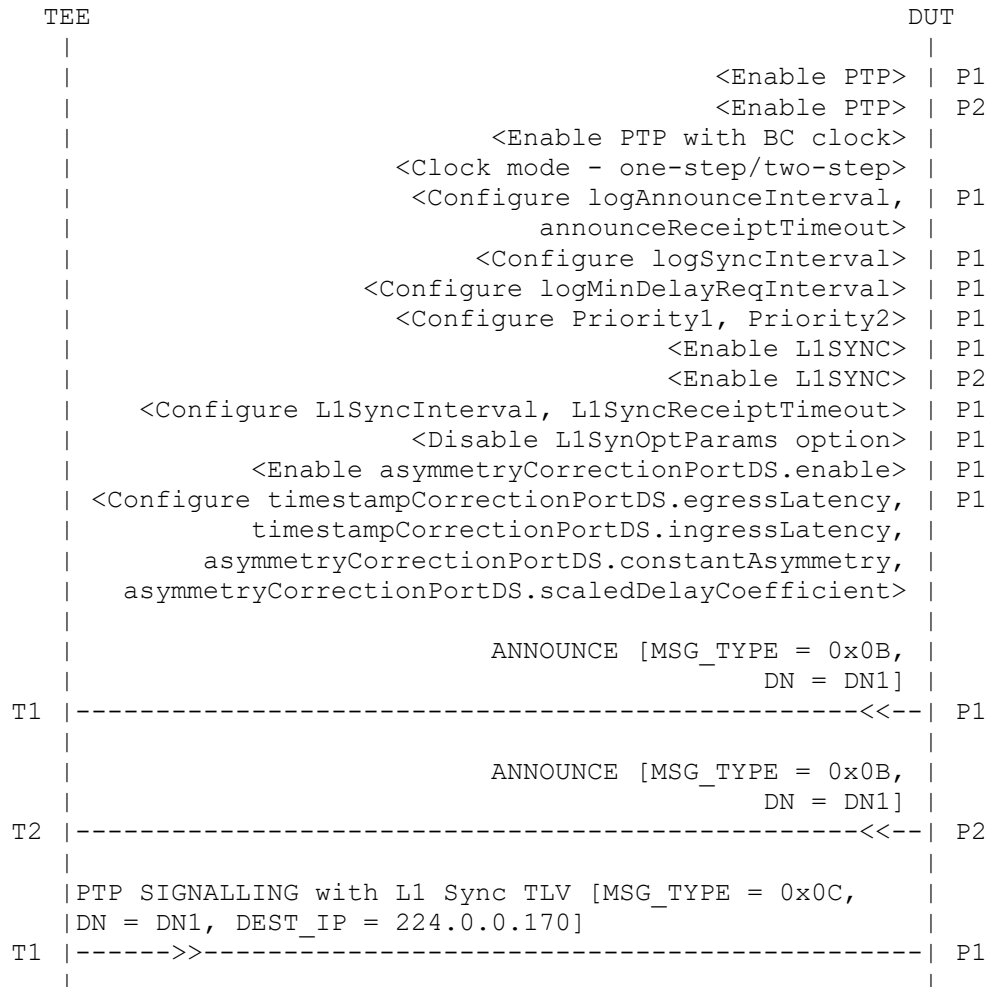 TEE                                                    DUT
    |                                                     |
    |                                        <Enable PTP> | P1
    |                                        <Enable PTP> | P2
    |                          <Enable PTP with BC clock> |
    |                    <Clock mode - one-step/two-step> |
    |                     <Configure logAnnounceInterval, | P1
    |                             announceReceiptTimeout> |
    |                         <Configure logSyncInterval> | P1
    |                  <Configure logMinDelayReqInterval> | P1
    |                    <Configure Priority1, Priority2> | P1
    |                                     <Enable L1SYNC> | P1
    |                                     <Enable L1SYNC> | P2
    |    <Configure L1SyncInterval, L1SyncReceiptTimeout> | P1
    |                     <Disable L1SynOptParams option> | P1
    |           <Enable asymmetryCorrectionPortDS.enable> | P1
    | <Configure timestampCorrectionPortDS.egressLatency, | P1
    |           timestampCorrectionPortDS.ingressLatency, |
    |        asymmetryCorrectionPortDS.constantAsymmetry, |
    |   asymmetryCorrectionPortDS.scaledDelayCoefficient> |
    |                                                     |
    |                          ANNOUNCE [MSG_TYPE = 0x0B, |
    |                                           DN = DN1] |
T1  |-------------------------------------------------<<--| P1
    |                                                     |
    |                          ANNOUNCE [MSG_TYPE = 0x0B, |
    |                                           DN = DN1] |
T2  |-------------------------------------------------<<--| P2
    |                                                     |
    |PTP SIGNALLING with L1 Sync TLV [MSG_TYPE = 0x0C,    |
    |DN = DN1, DEST_IP = 224.0.0.170]                     |
T1  |------>>---------------------------------------------| P1
    |                                                     |